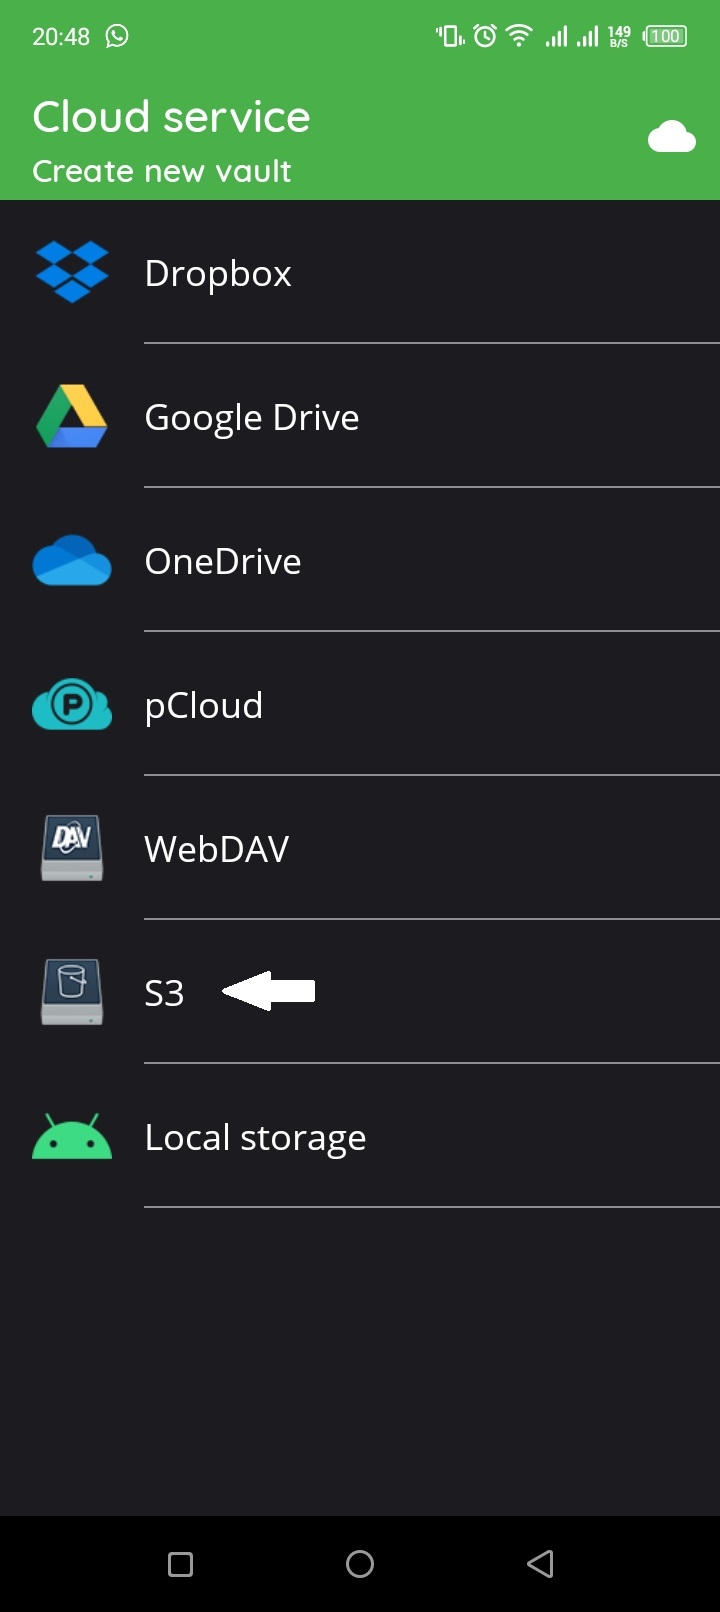 20:48
149
B/S
100
Cloud service
Create new vault
Dropbox
Google Drive
OneDrive
P
pCloud
DAV
WebDAV
S3
Local storage